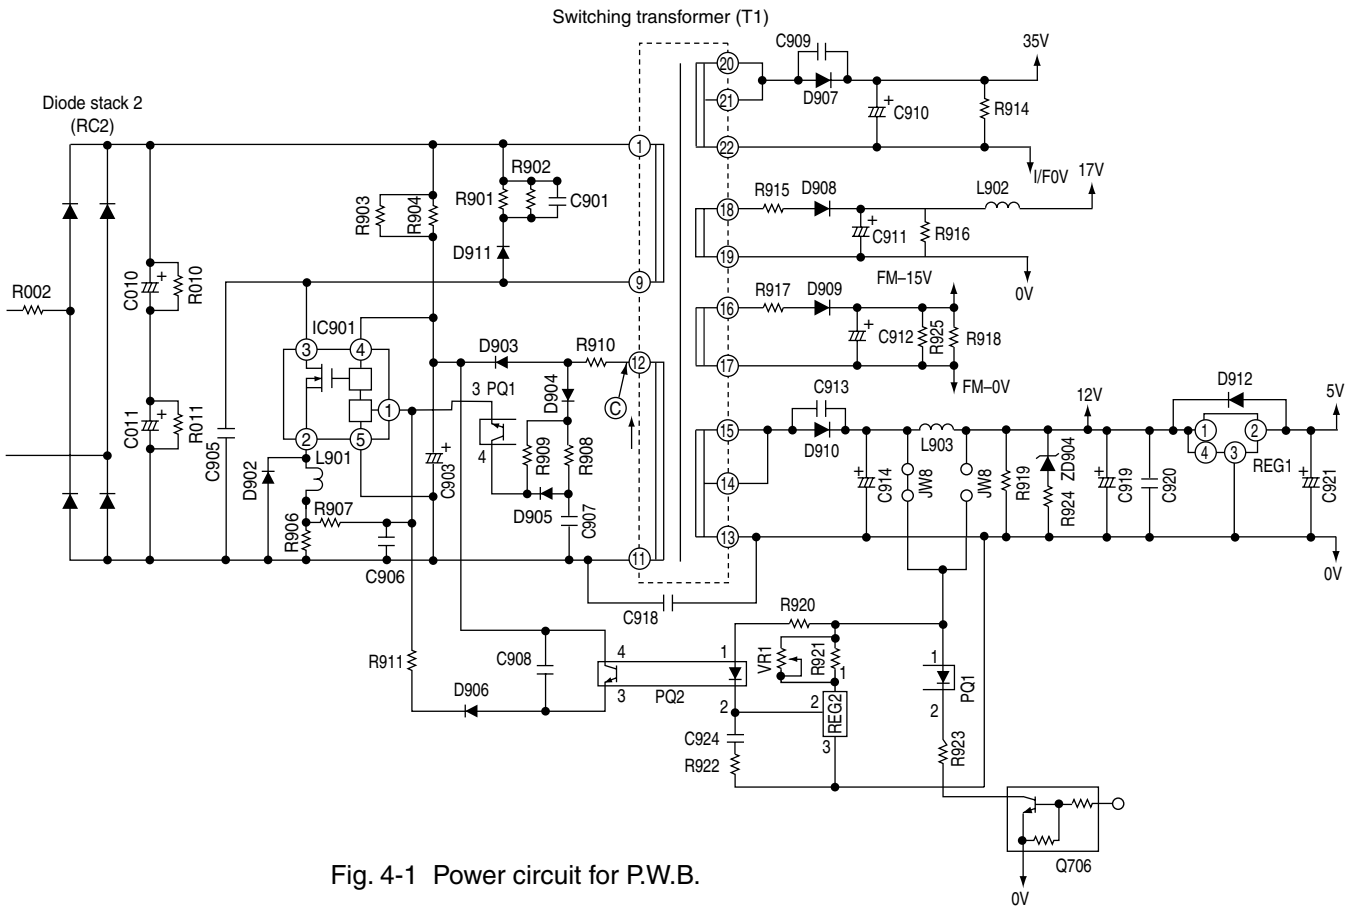 Switching transformer (T1)
C909
35V
20
Diode stack 2
(RC2)
21
D907
C910
R914
1
22
I/F0V
17V
R902
R903
R904
R901
C901
R915
D908
L902
18
C911
R916
D911
19
FM–15V
0V
9
R002
C010
R010
R917
D909
16
IC901
C912
R925
R918
3
4
D903
R910
12
17
FM–0V
D904
C913
D912
3 PQ1
C
12V
5V
C011
R011
1
15
1
2
D910
L903
4
3
REG1
2
5
4
R909
R908
C905
D902
L901
C903
14
C914
JW8
JW8
R919
ZD904
R924
C919
C920
C921
R907
D905
C907
R906
13
C906
11
0V
C918
R920
R911
C908
4
1
VR1
R921
1
1
PQ1
D906
3
PQ2
2
2
REG2
2
C924
3
R923
R922
Q706
0V
Fig. 4-1 Power circuit for P.W.B.